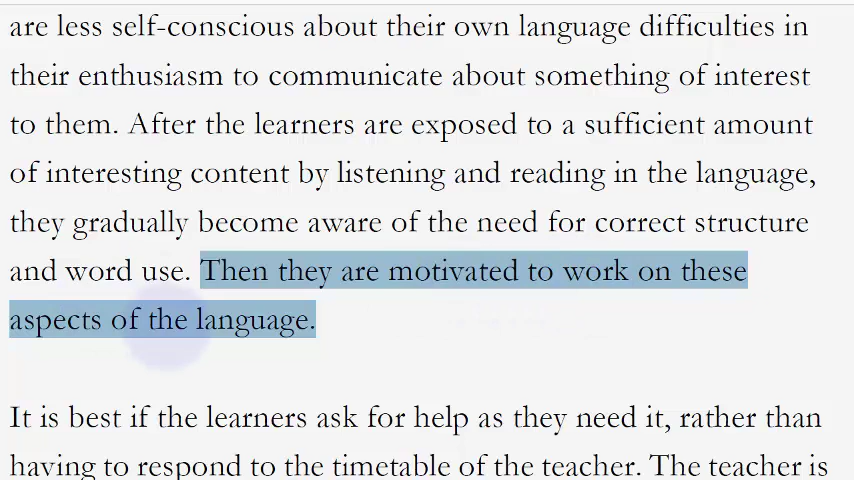 are less self-conscious about their own language difficulties in
their enthusiasm to communicate about something of interest
to them. After the learners are exposed to a sufficient amount
of interesting content by listening and reading in the language,
they gradually become aware of the need for correct structure
and word use. Then they are motivated to work on these
aspects of the language.
It is best if the learners ask for help as they need it, rather than
having to respond to the timetable of the teacher. The teacher is